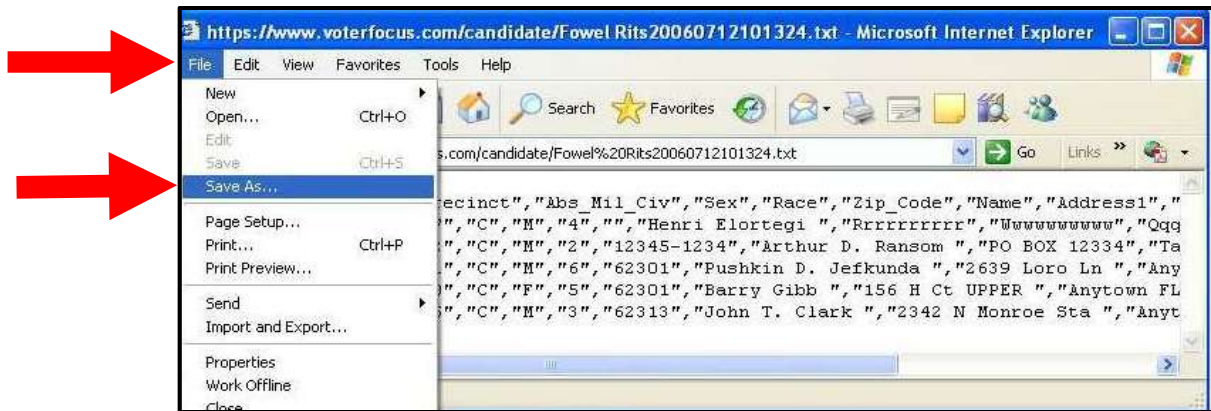 https://www.voterfocus.com/candidate/Fowel Rits20060712101324.txt - Microsoft Internet Explorer
File Edit View Favorites Tools Help
New
Open... Ctrl+O
Edit
Save Ctrl+S
Save As...
Page Setup...
Print... Ctrl+P
Print Preview...
Send
Import and Export...
Properties
Work Offline
Close
Search Favorites
s.com/candidate/Fowel%20Rits20060712101324.txt Go Links »
ecinct","Abs_Mil_Civ","Sex","Race","Zip_Code","Name","Address1","
","C","M","4","","Henri Elortegi ","Rrrrrrrrrr","Wwwwwwwwww","Qqq
","C","M","2","12345-1234","Arthur D. Ransom ","PO BOX 12334","Ta
","C","M","6","62301","Pushkin D. Jefkunda ","2639 Loro Ln ","Any
","C","F","5","62301","Barry Gibb ","156 H Ct UPPER ","Anytown FL
","C","M","3","62313","John T. Clark ","2342 N Monroe Sta ","Anyt